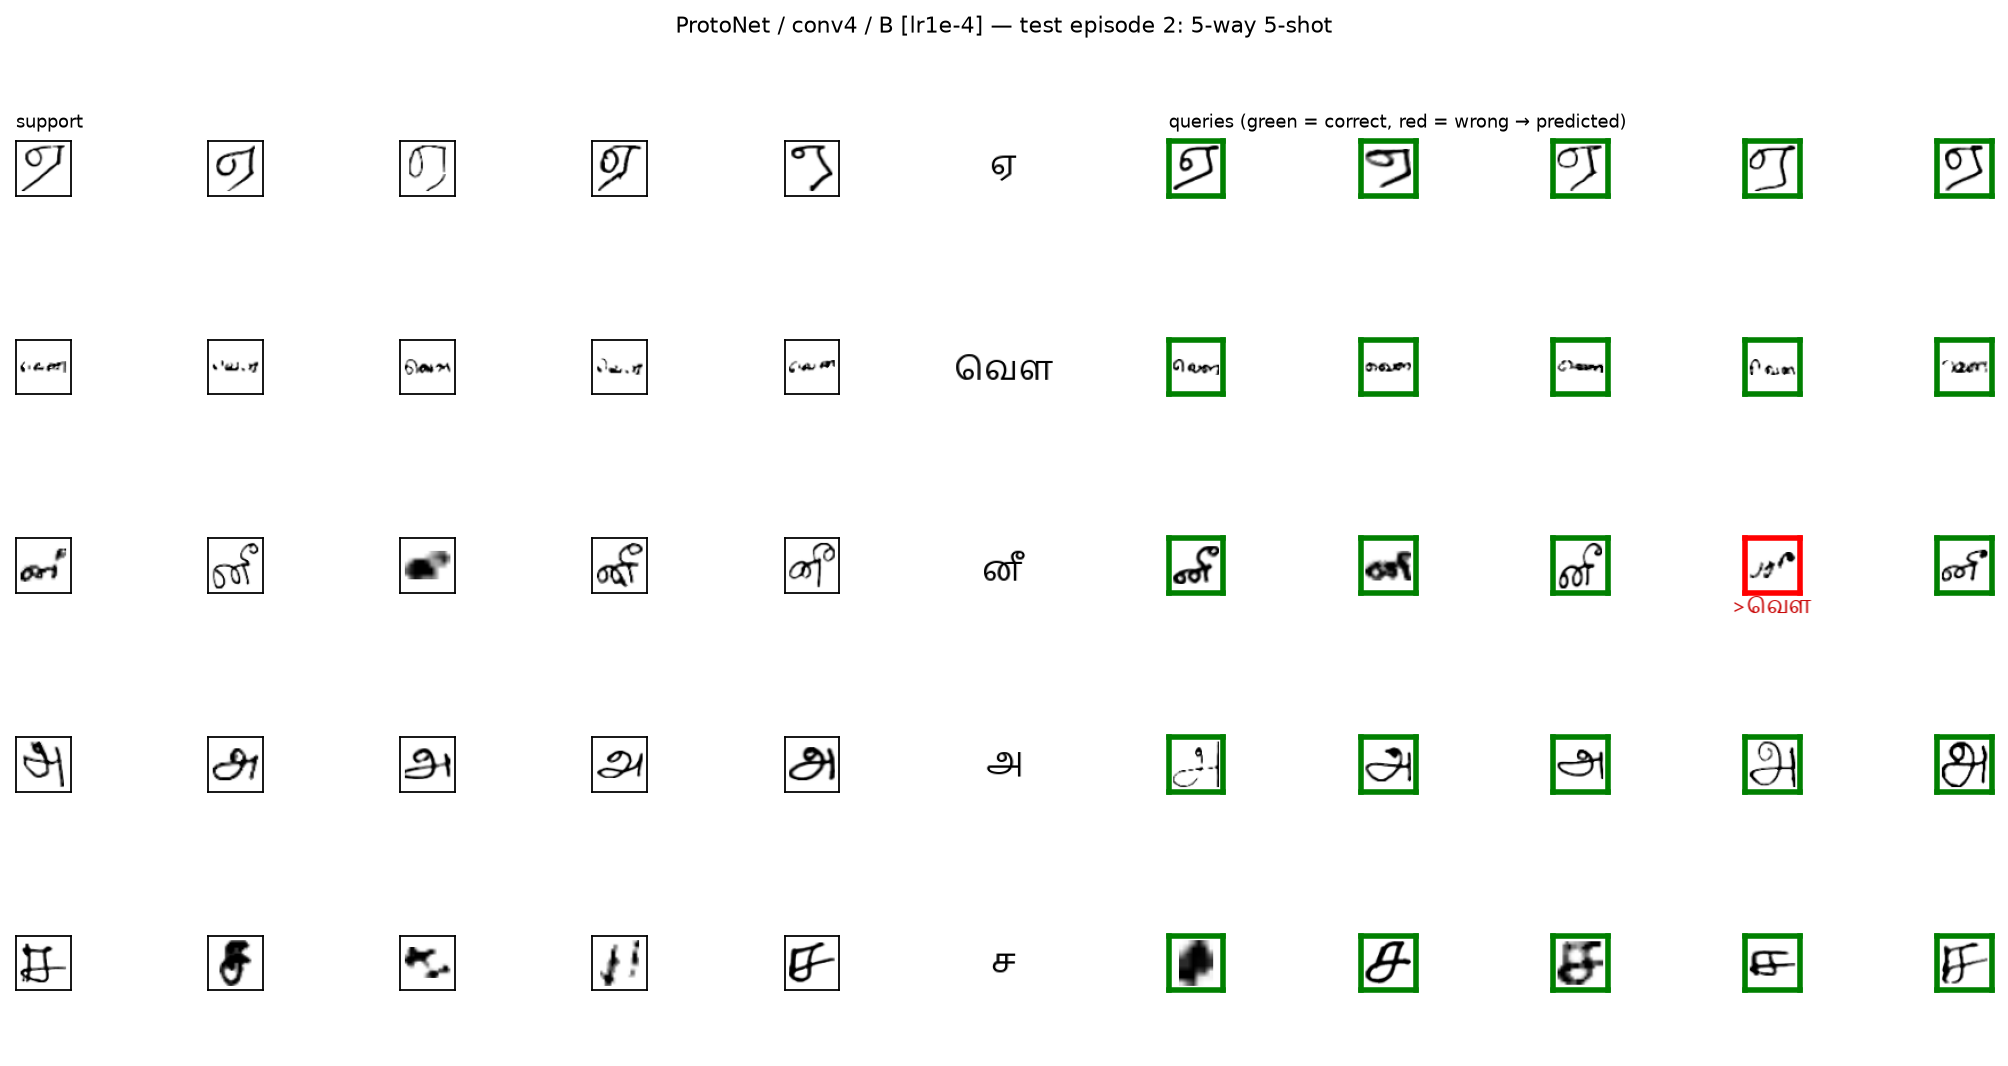 ProtoNet / conv4 / B [lr1e-4] — test episode 2: 5-way 5-shot
support queries (green = correct, red = wrong → predicted)
ஏ ஏ ஏ ஏ ஏ ஏ ஏ ஏ ஏ ஏ ஏ
வௌ வௌ வௌ வௌ வௌ
னீ னீ னீ னீ னீ னீ னீ னீ
>வௌ
அ அ அ அ அ அ அ அ அ அ அ
ச ச ச ச ச ச ச